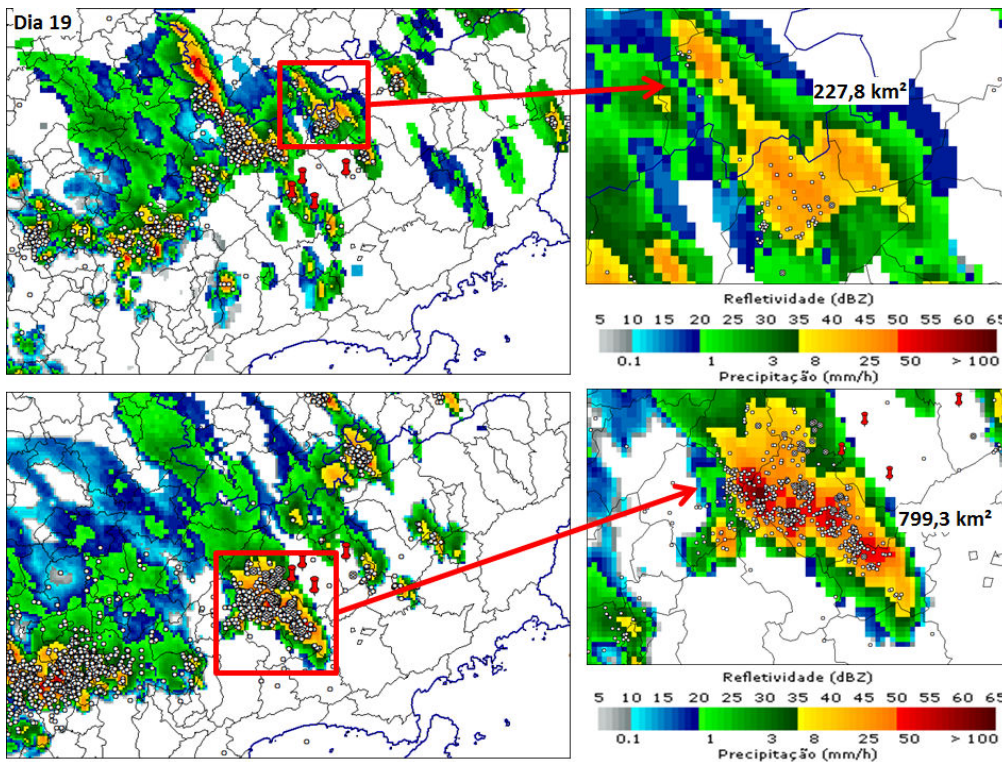 Dia 19
227,8 km²
Refletividade (dBZ)
5 10 15 20 25 30 35 40 45 50 55 60 65
0.1 1 3 8 25 50 > 100
Precipitação (mm/h)
799,3 km²
Refletividade (dBZ)
5 10 15 20 25 30 35 40 45 50 55 60 65
0.1 1 3 8 25 50 > 100
Precipitação (mm/h)